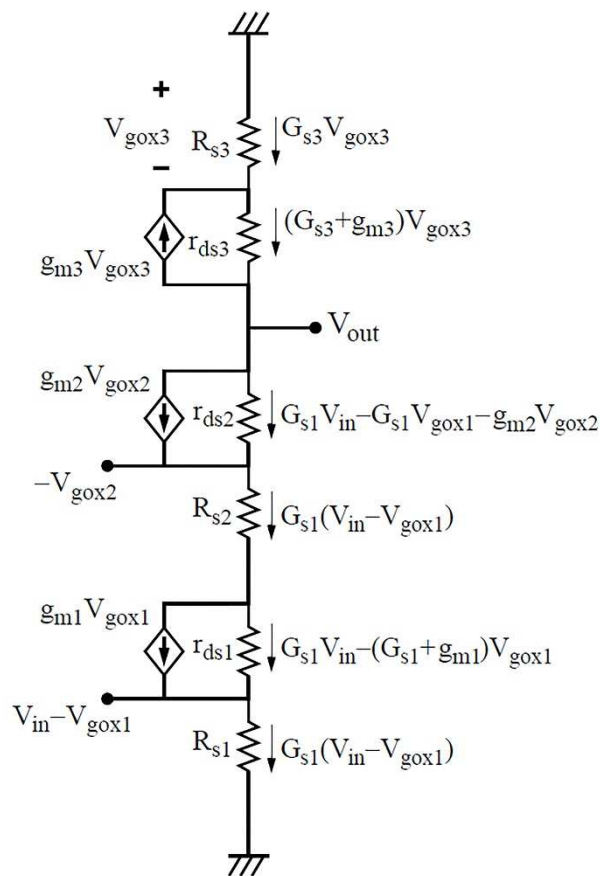 +
V_gox3
−
R_s3
G_s3V_gox3
r_ds3
(G_s3+g_m3)V_gox3
g_m3V_gox3
V_out
g_m2V_gox2
r_ds2
G_s1V_in−G_s1V_gox1−g_m2V_gox2
−V_gox2
R_s2
G_s1(V_in−V_gox1)
g_m1V_gox1
r_ds1
G_s1V_in−(G_s1+g_m1)V_gox1
V_in−V_gox1
R_s1
G_s1(V_in−V_gox1)